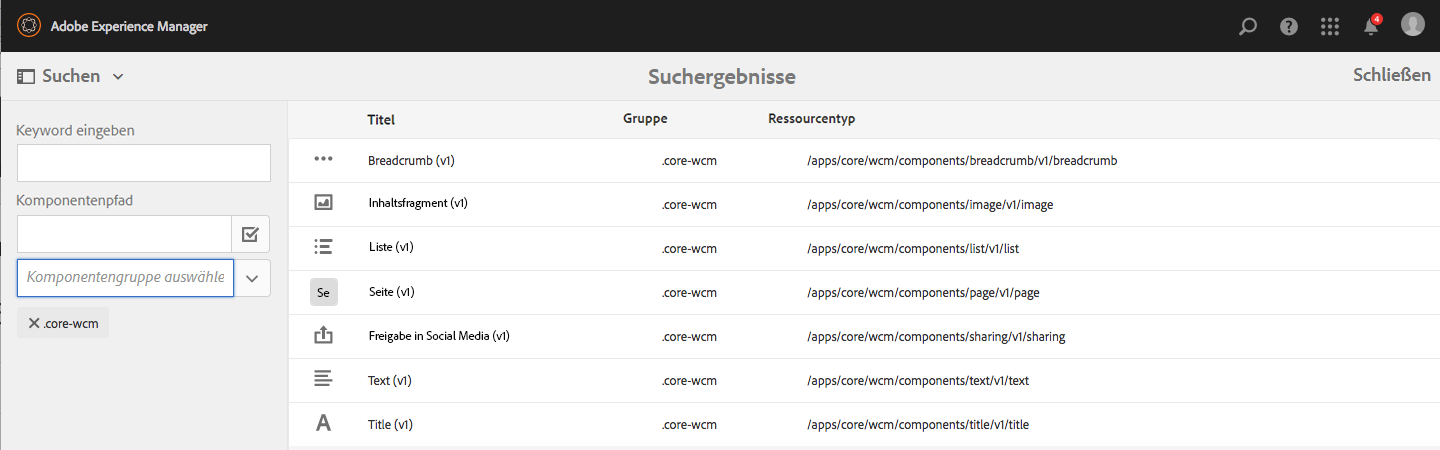 Adobe Experience Manager
4
Suchen
Suchergebnisse
Schließen
Keyword eingeben
Komponentenpfad
Komponentengruppe auswähle
.core-wcm
Titel Gruppe Ressourcentyp
Breadcrumb (v1) .core-wcm /apps/core/wcm/components/breadcrumb/v1/breadcrumb
Inhaltsfragment (v1) .core-wcm /apps/core/wcm/components/image/v1/image
Liste (v1) .core-wcm /apps/core/wcm/components/list/v1/list
Se Seite (v1) .core-wcm /apps/core/wcm/components/page/v1/page
Freigabe in Social Media (v1) .core-wcm /apps/core/wcm/components/sharing/v1/sharing
Text (v1) .core-wcm /apps/core/wcm/components/text/v1/text
A Title (v1) .core-wcm /apps/core/wcm/components/title/v1/title